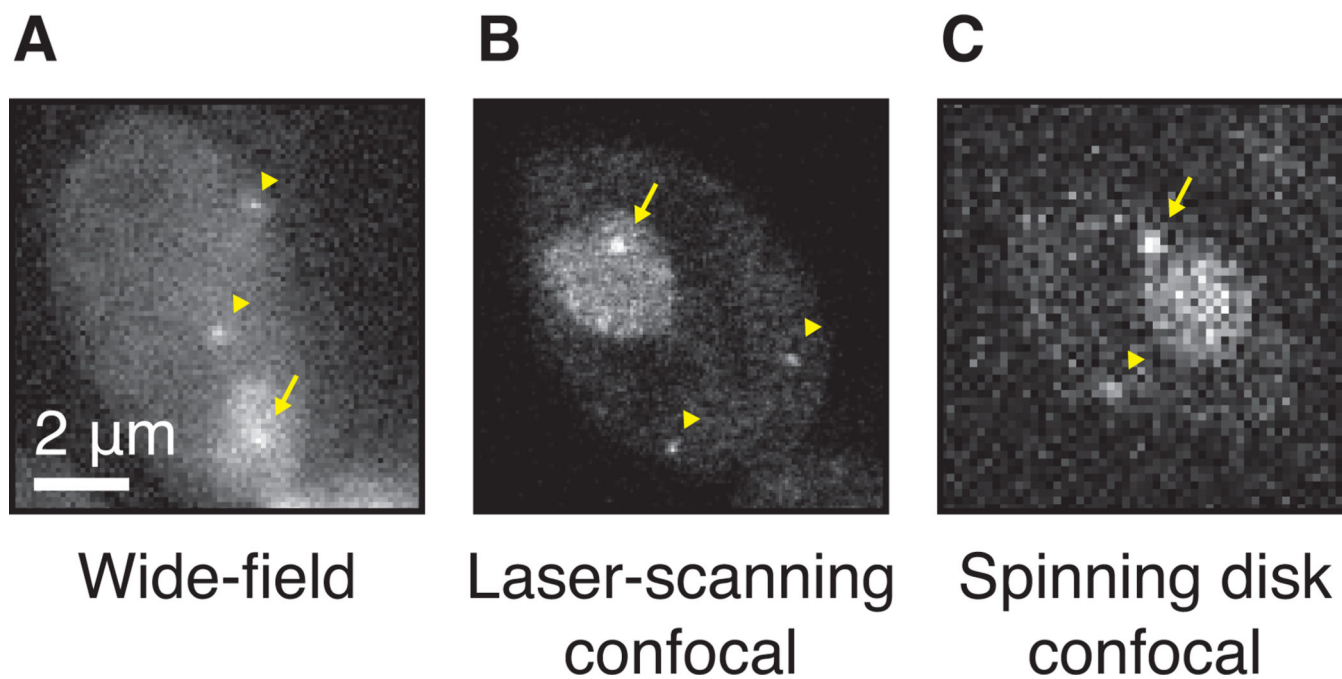 A
B
C
2 µm
Wide-field
Laser-scanning
confocal
Spinning disk
confocal